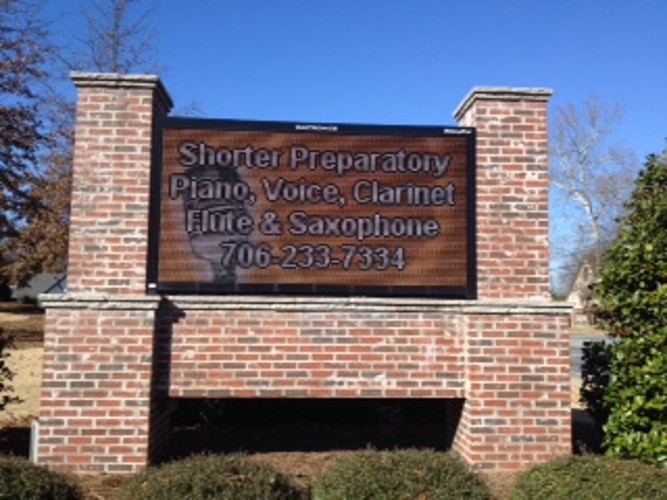 Shorter Preparatory
Piano, Voice, Clarinet
Flute & Saxophone
706-233-7334